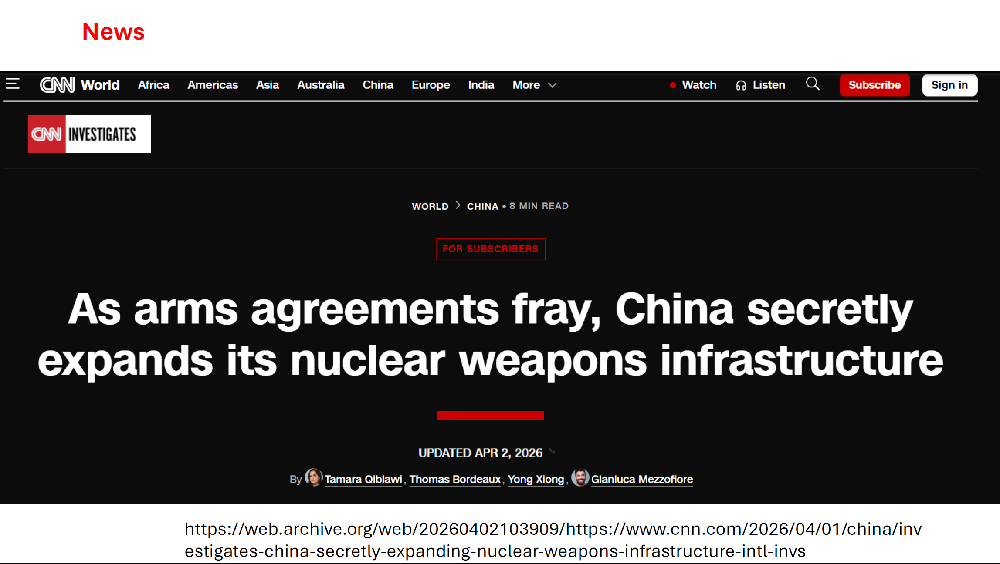 News
CNN World Africa Americas Asia Australia China Europe India More Watch Listen Subscribe Sign in
CNN INVESTIGATES
WORLD > CHINA • 8 MIN READ
FOR SUBSCRIBERS
As arms agreements fray, China secretly
expands its nuclear weapons infrastructure
UPDATED APR 2, 2026
By Tamara Qiblawi, Thomas Bordeaux, Yong Xiong, Gianluca Mezzofiore
https://web.archive.org/web/20260402103909/https://www.cnn.com/2026/04/01/china/inv
estigates-china-secretly-expanding-nuclear-weapons-infrastructure-intl-invs